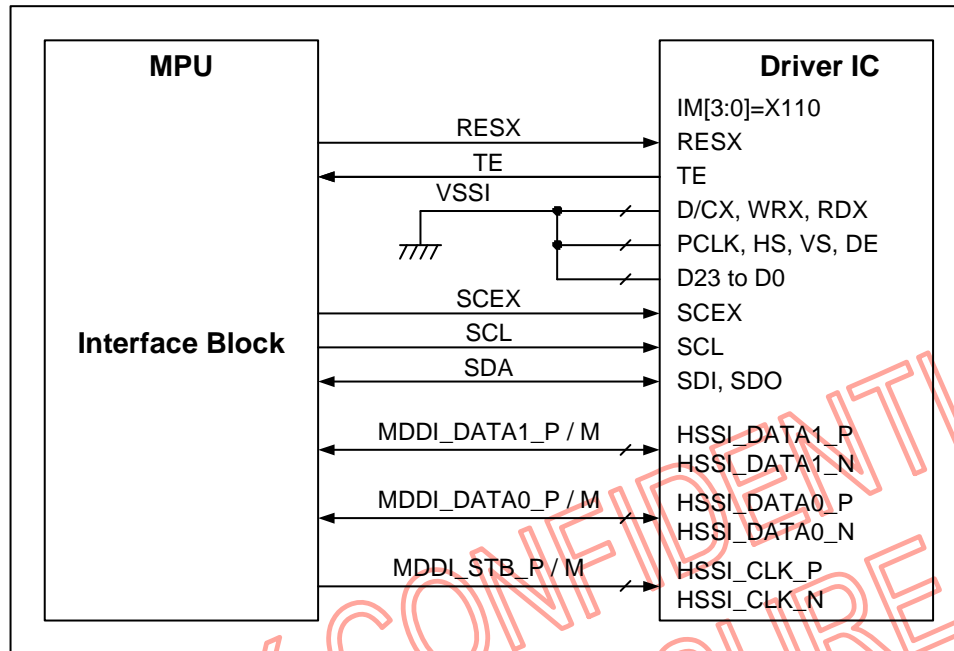 MPU
Driver IC
IM[3:0]=X110
RESX
RESX
TE
TE
VSSI
D/CX, WRX, RDX
PCLK, HS, VS, DE
D23 to D0
SCEX
SCEX
Interface Block
SCL
SCL
SDA
SDI, SDO
MDDI_DATA1_P / M
HSSI_DATA1_P
HSSI_DATA1_N
MDDI_DATA0_P / M
HSSI_DATA0_P
HSSI_DATA0_N
MDDI_STB_P / M
HSSI_CLK_P
HSSI_CLK_N
CONFIDENTI